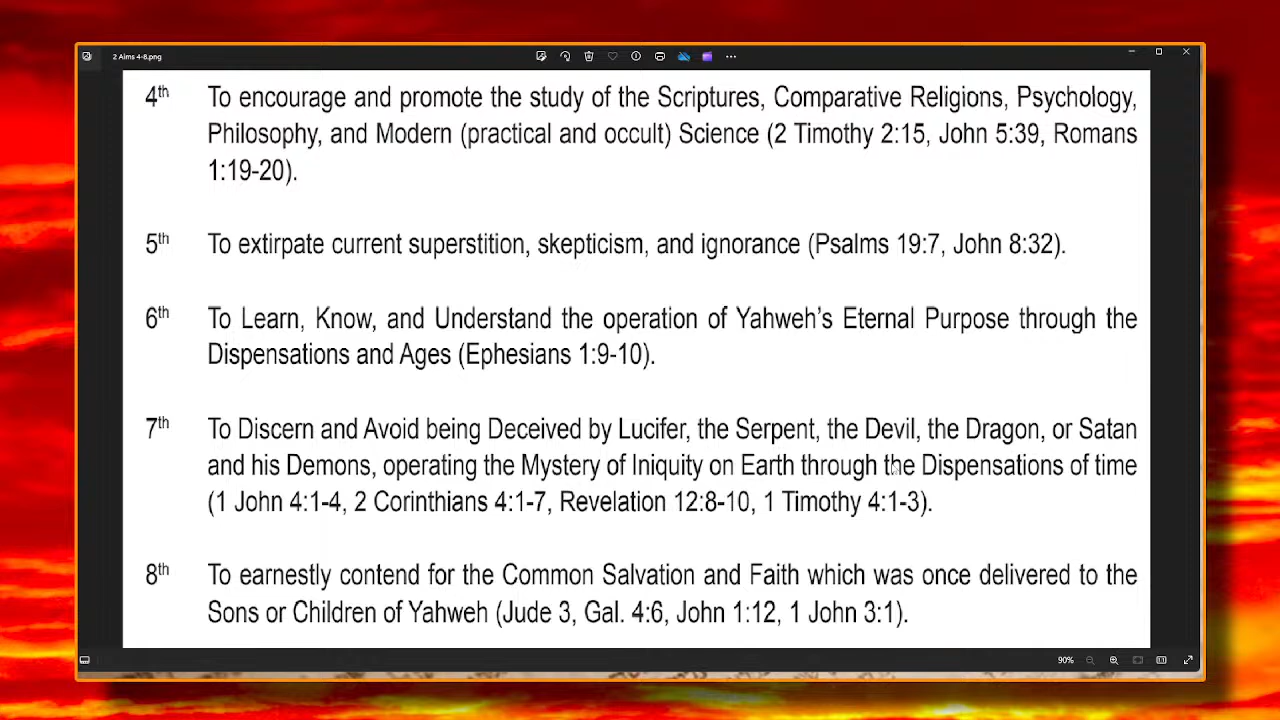 2 Aims 4-8.png
4th To encourage and promote the study of the Scriptures, Comparative Religions, Psychology,
Philosophy, and Modern (practical and occult) Science (2 Timothy 2:15, John 5:39, Romans
1:19-20).
5th To extirpate current superstition, skepticism, and ignorance (Psalms 19:7, John 8:32).
6th To Learn, Know, and Understand the operation of Yahweh's Eternal Purpose through the
Dispensations and Ages (Ephesians 1:9-10).
7th To Discern and Avoid being Deceived by Lucifer, the Serpent, the Devil, the Dragon, or Satan
and his Demons, operating the Mystery of Iniquity on Earth through the Dispensations of time
(1 John 4:1-4, 2 Corinthians 4:1-7, Revelation 12:8-10, 1 Timothy 4:1-3).
8th To earnestly contend for the Common Salvation and Faith which was once delivered to the
Sons or Children of Yahweh (Jude 3, Gal. 4:6, John 1:12, 1 John 3:1).
90%